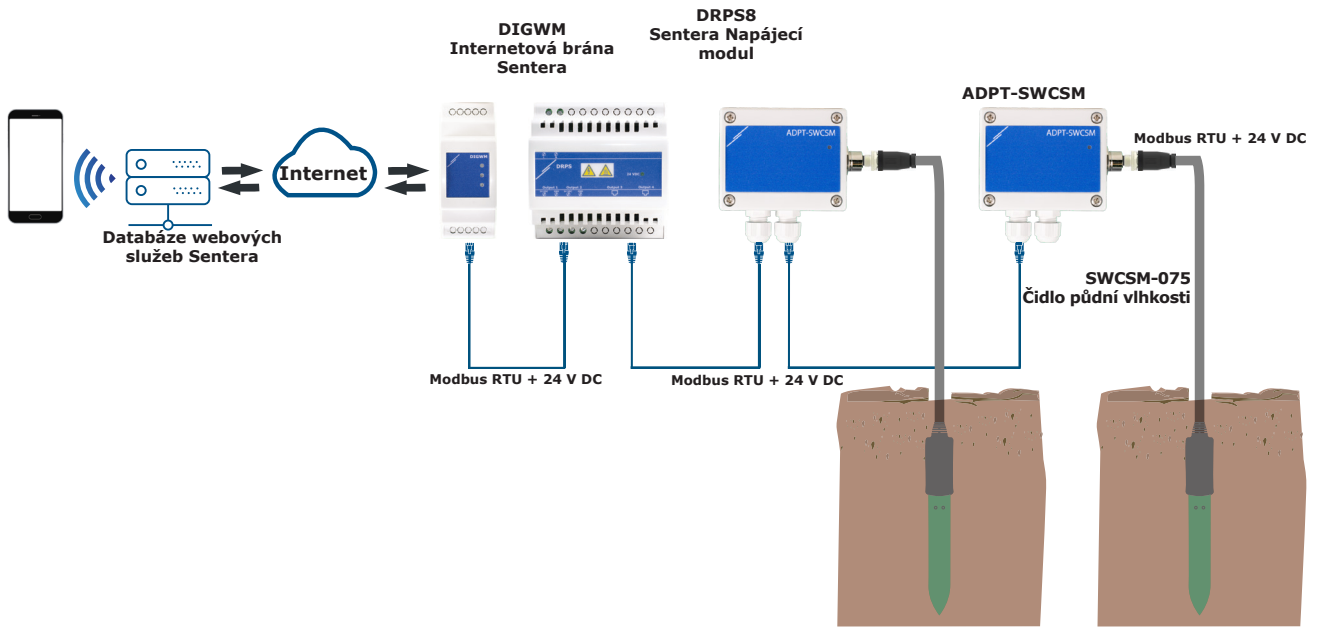 DRPS8
Sentera Napájecí
modul
DIGWM
Internetová brána
Sentera
ADPT-SWCSM
ADPT-SWCSM
ADPT-SWCSM
Modbus RTU + 24 V DC
DIGWM
DRPS
Internet
Databáze webových
služeb Sentera
SWCSM-075
Čidlo půdní vlhkosti
Modbus RTU + 24 V DC
Modbus RTU + 24 V DC